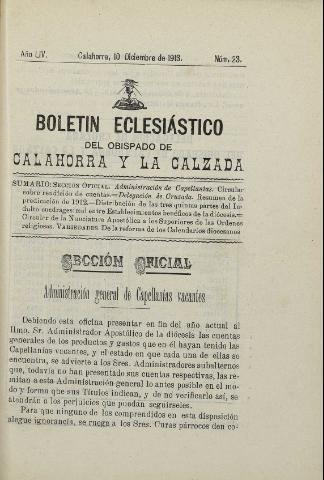 Año LIV. Calahorra, 10 Diciembre de 1913. Núm. 23.
BOLETIN ECLESIÁSTICO
DEL OBISPADO DE
CALAHORRA Y LA CALZADA
SUMARIO: SECCION OFICIAL. Administración de Capellanías. Circular
sobre rendición de cuentas.—Delegación de Cruzada. Resumen de la
predicación de 1912.—Distribución de las tres quintas partes del In-
dulto cuadragesimal entre Establecimientos benéficos de la diócesis.—
Circular de la Nunciatura Apostólica a los Superiores de las Ordenes
religiosas. VARIEDADES. De la reforma de los Calendarios diocesanos
SECCIÓN OFICIAL
Administración general de Capellanías vacantes
Debiendo esta oficina presentar en fin del año actual al
Ilmo. Sr. Administrador Apostólico de la diócesis las cuentas
generales de los productos y gastos que en él hayan tenido las
Capellanías vacantes, y el estado en que cada una de ellas se
encuentra, se advierte a los Sres. Administradores subalternos
que, todavía no han presentado sus cuentas respectivas, las re-
mitan a esta Administración general lo antes posible en el mo-
do y forma que sus Títulos indican, y de no verificarlo así, se
atendrán a los perjuicios que puedan seguírseles.
Para que ninguno de los comprendidos en esta disposición
alegue ignorancia, se ruega a los Sres. Curas párrocos den co-